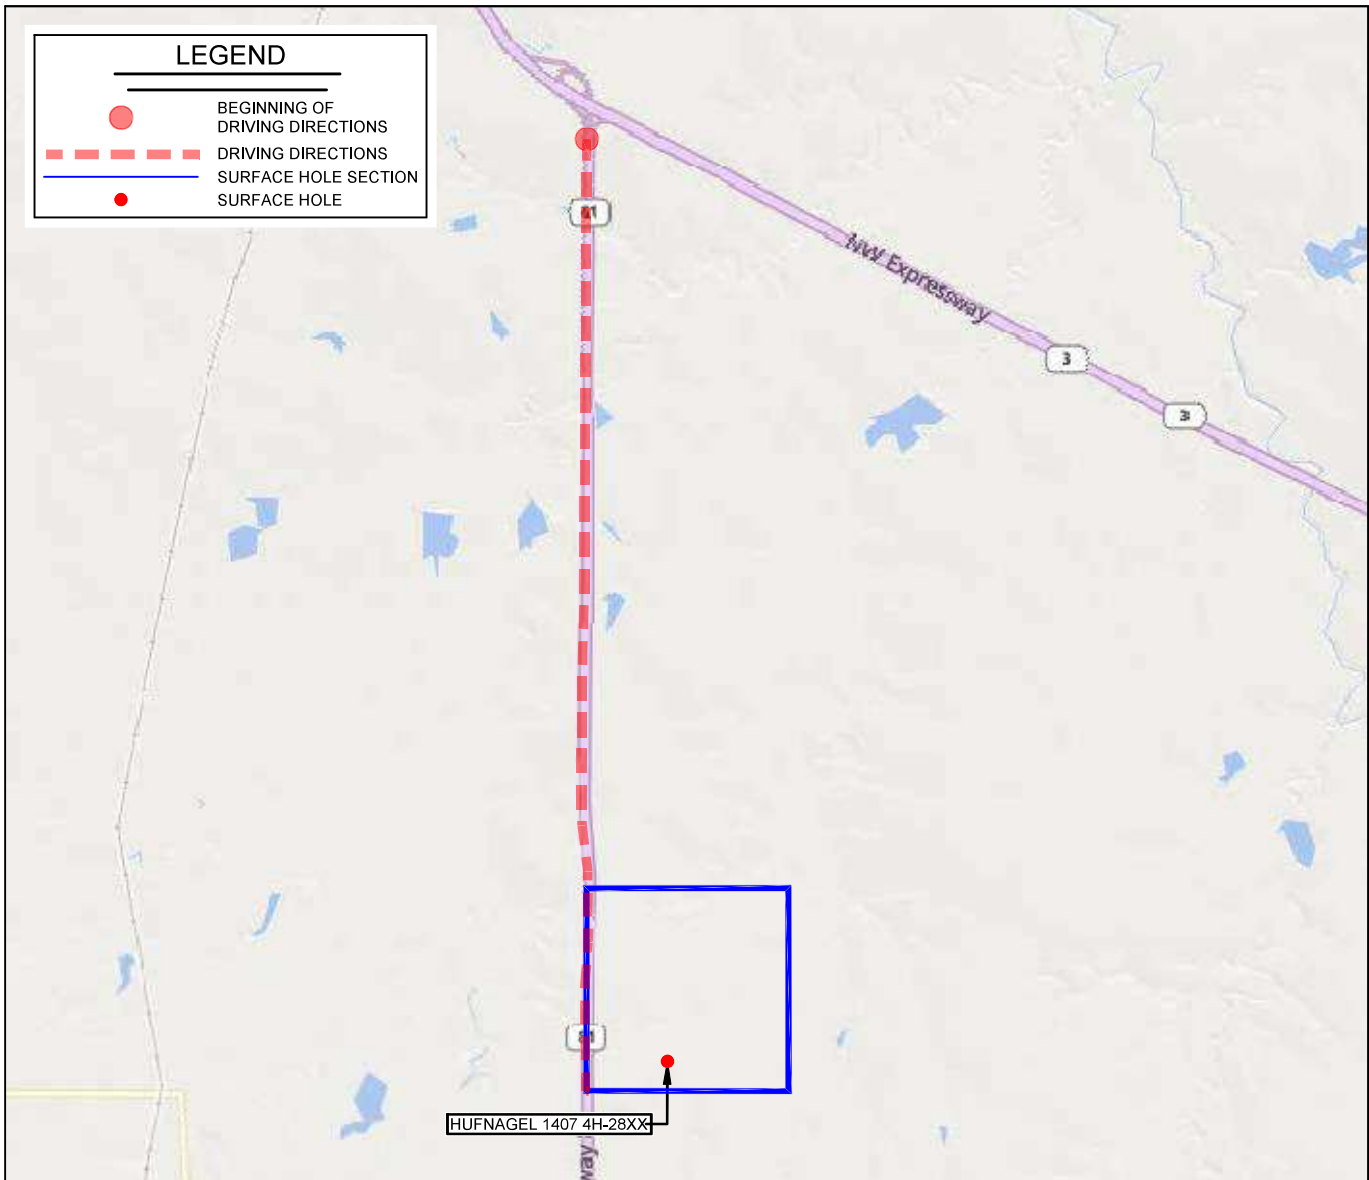 LEGEND
BEGINNING OF
DRIVING DIRECTIONS
DRIVING DIRECTIONS
SURFACE HOLE SECTION
SURFACE HOLE
NW Expressway
3
3
HUFNAGEL 1407 4H-28XX